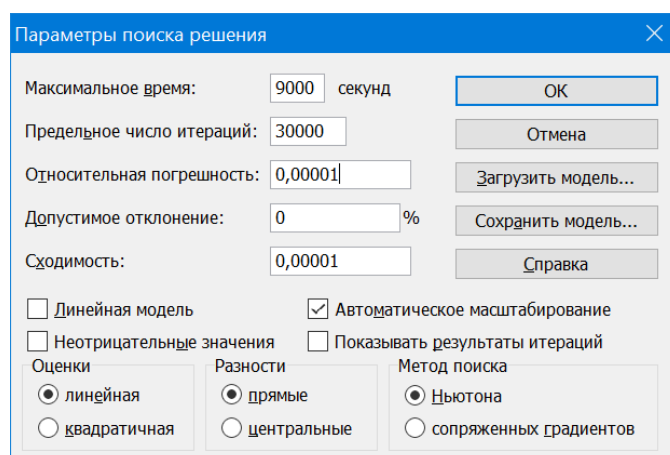 Параметры поиска решения
Максимальное время: 9000 секунд ОК
Предельное число итераций: 30000 Отмена
Относительная погрешность: 0,00001 Загрузить модель...
Допустимое отклонение: 0 % Сохранить модель...
Сходимость: 0,00001 Справка
Линейная модель Автоматическое масштабирование
Неотрицательные значения Показывать результаты итераций
Оценки Разности Метод поиска
линейная прямые Ньютона
квадратичная центральные сопряженных градиентов